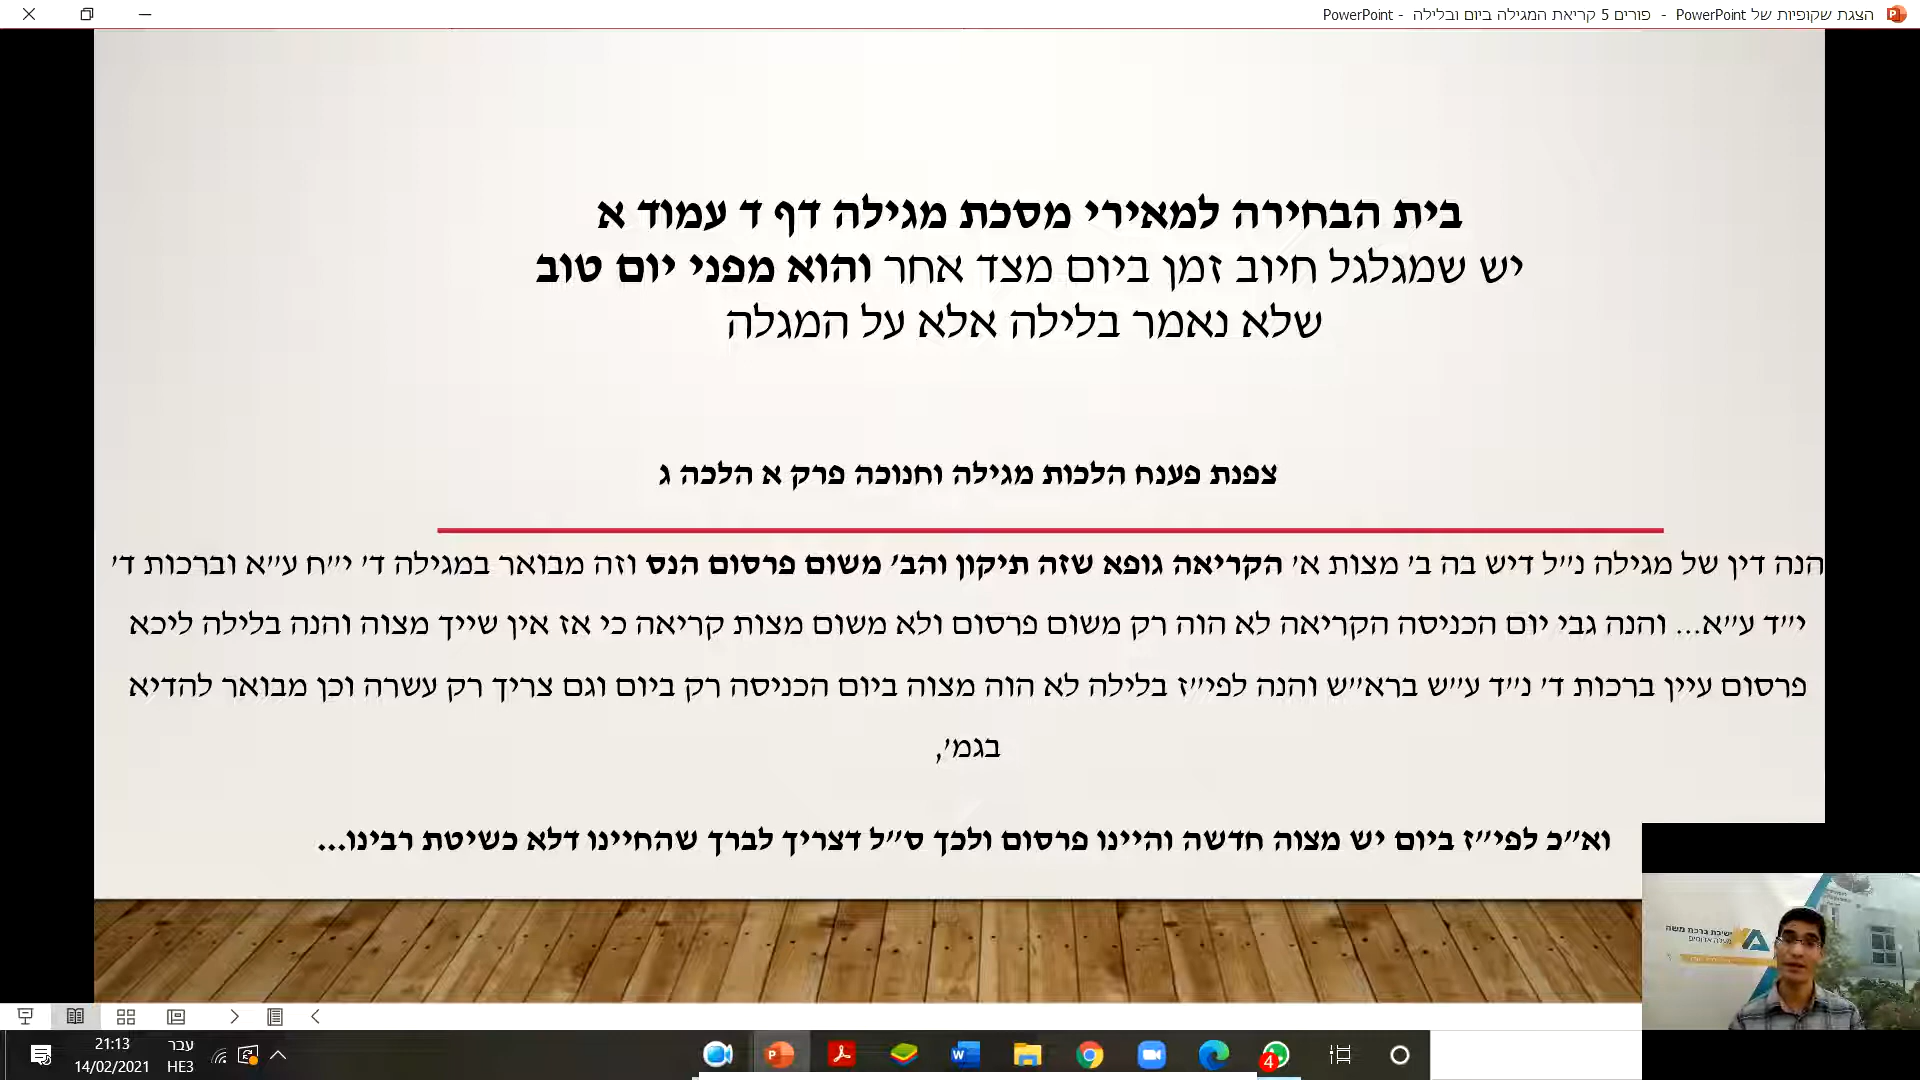 הצגת שקופיות של PowerPoint - פורים 5 קריאת המגילה ביום ובלילה - PowerPoint
בית הבחירה למאירי מסכת מגילה דף ד עמוד א
יש שמגלגל חיוב זמן ביום מצד אחר והוא מפני יום טוב
שלא נאמר בלילה אלא על המגלה
צפנת פענח הלכות מגילה וחנוכה פרק א הלכה ג
הנה דין של מגילה נ"ל דיש בה ב' מצות א' הקריאה גופא שזה תיקון והב' משום פרסום הנס וזה מבואר במגילה ד' י"ח ע"א וברכות ד'
י"ד ע"א... והנה גבי יום הכניסה הקריאה לא הוה רק משום פרסום ולא משום מצות קריאה כי אז אין שייך מצוה והנה בלילה ליכא
פרסום עיין ברכות ד' נ"ד ע"ש ברא"ש והנה לפי"ז בלילה לא הוה מצוה ביום הכניסה רק ביום וגם צריך רק עשרה וכן מבואר להדיא
בגמ',
וא"כ לפי"ז ביום יש מצוה חדשה והיינו פרסום ולכך ס"ל דצריך לברך שהחיינו דלא כשיטת רבינו...
ישיבת ברכת משה
מעלה אדומים
21:13
14/02/2021
עבר
HE3
4